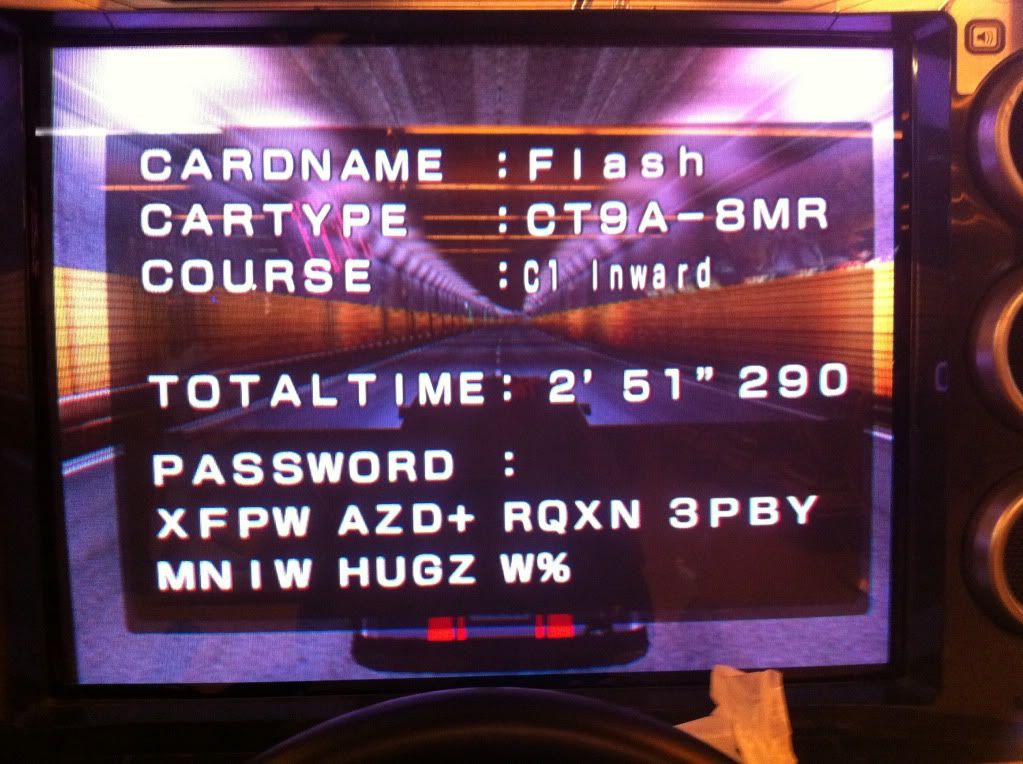 CARDNAME : Flash
CARTYPE : CT9A-8MR
COURSE : C1 Inward
TOTALTIME : 2' 51" 290
PASSWORD :
XFPW AZD+ RQXN 3PBY
MNIW HUGZ W%